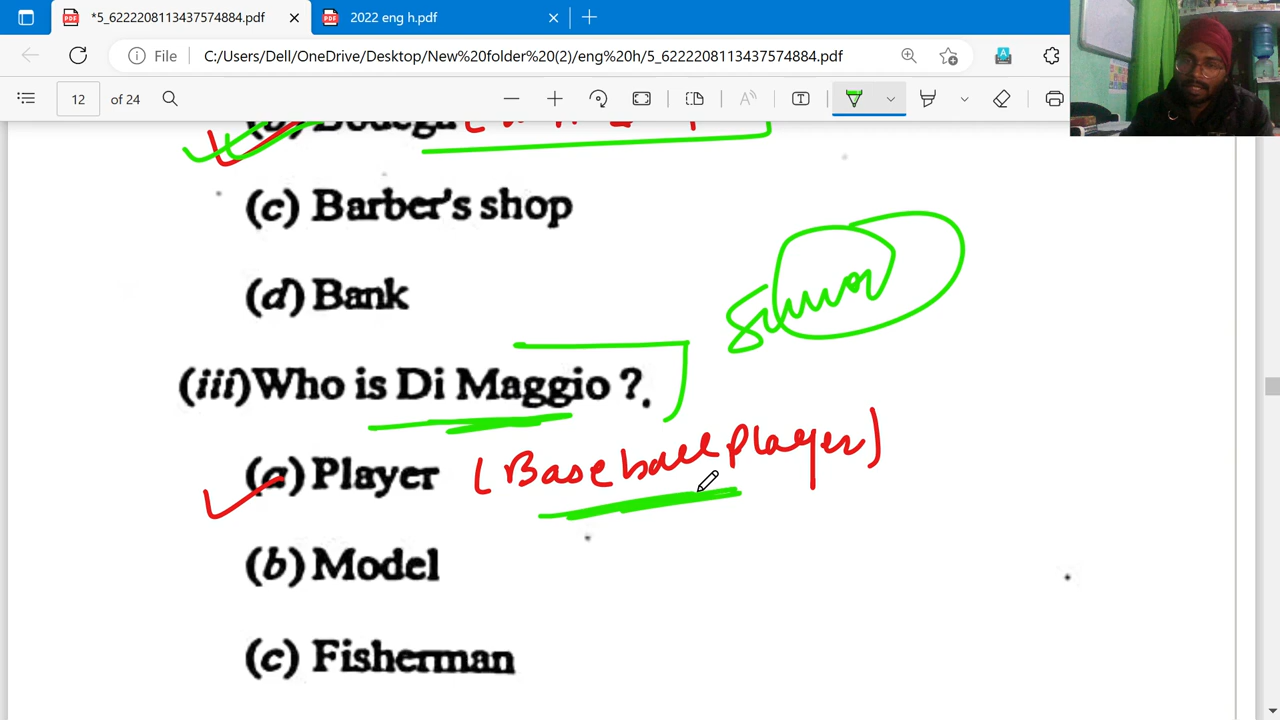 *5_6222208113437574884.pdf
2022 eng h.pdf
File C:/Users/Dell/OneDrive/Desktop/New%20folder%20(2)/eng%20h/5_6222208113437574884.pdf
12 of 24
(b) Bodega
(c) Barber's shop
(d) Bank
(iii) Who is Di Maggio ?
(a) Player (Baseball Player)
(b) Model
(c) Fisherman